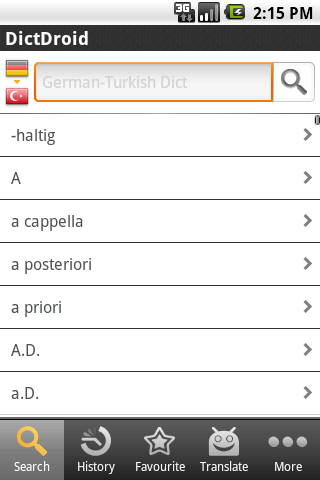 3G
2:15 PM
DictDroid
German-Turkish Dict
-haltig
A
a cappella
a posteriori
a priori
A.D.
a.D.
Search History Favourite Translate More